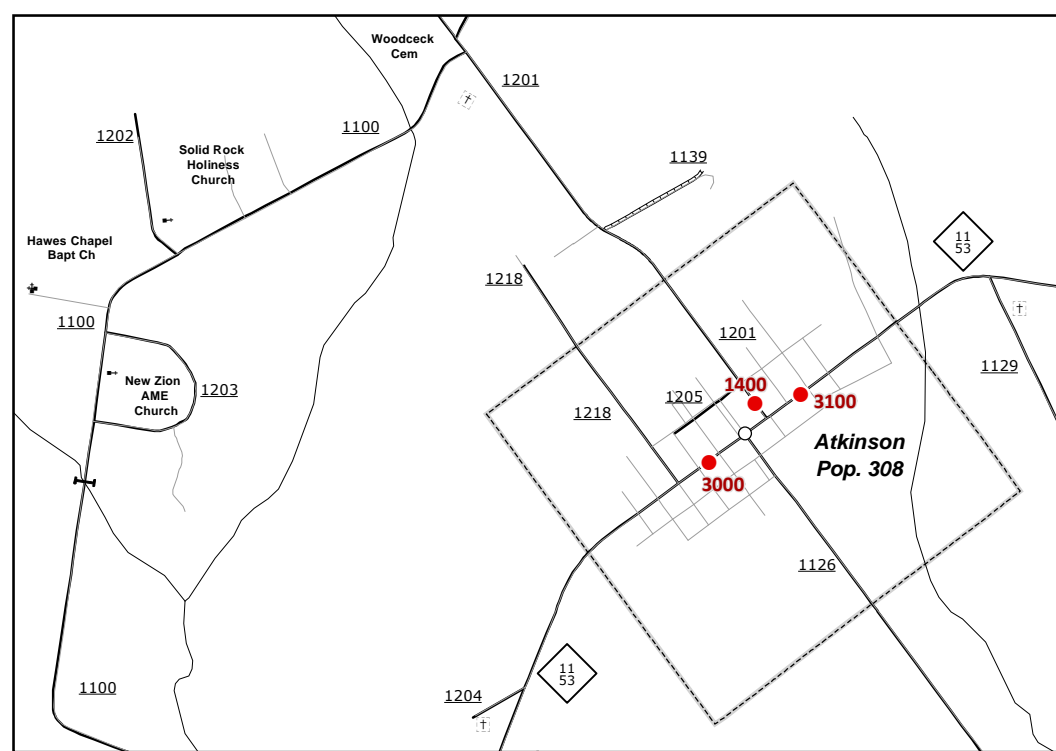 Woodceck
Cem
1201
1202
1100
Solid Rock
Holiness
Church
1139
Hawes Chapel
Bapt Ch
11
53
1218
1100
1201
1129
New Zion
AME
Church
1203
1400
1205
3100
1218
Atkinson
Pop. 308
3000
1126
11
53
1100
1204